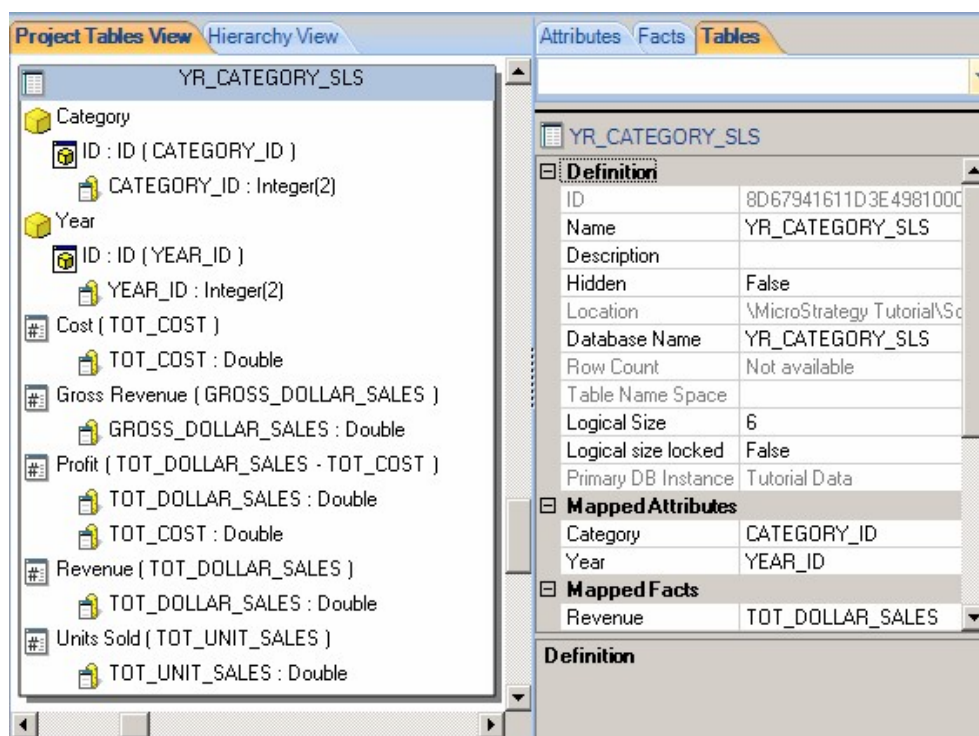 Project Tables View
Hierarchy View
YR_CATEGORY_SLS
Category
ID : ID ( CATEGORY_ID )
CATEGORY_ID : Integer(2)
Year
ID : ID ( YEAR_ID )
YEAR_ID : Integer(2)
Cost ( TOT_COST )
TOT_COST : Double
Gross Revenue ( GROSS_DOLLAR_SALES )
GROSS_DOLLAR_SALES : Double
Profit ( TOT_DOLLAR_SALES - TOT_COST )
TOT_DOLLAR_SALES : Double
TOT_COST : Double
Revenue ( TOT_DOLLAR_SALES )
TOT_DOLLAR_SALES : Double
Units Sold ( TOT_UNIT_SALES )
TOT_UNIT_SALES : Double
Attributes Facts Tables
YR_CATEGORY_SLS
Definition
ID 8D67941611D3E4981000
Name YR_CATEGORY_SLS
Description
Hidden False
Location \MicroStrategy Tutorial\Sc
Database Name YR_CATEGORY_SLS
Row Count Not available
Table Name Space
Logical Size 6
Logical size locked False
Primary DB Instance Tutorial Data
Mapped Attributes
Category CATEGORY_ID
Year YEAR_ID
Mapped Facts
Revenue TOT_DOLLAR_SALES
Definition